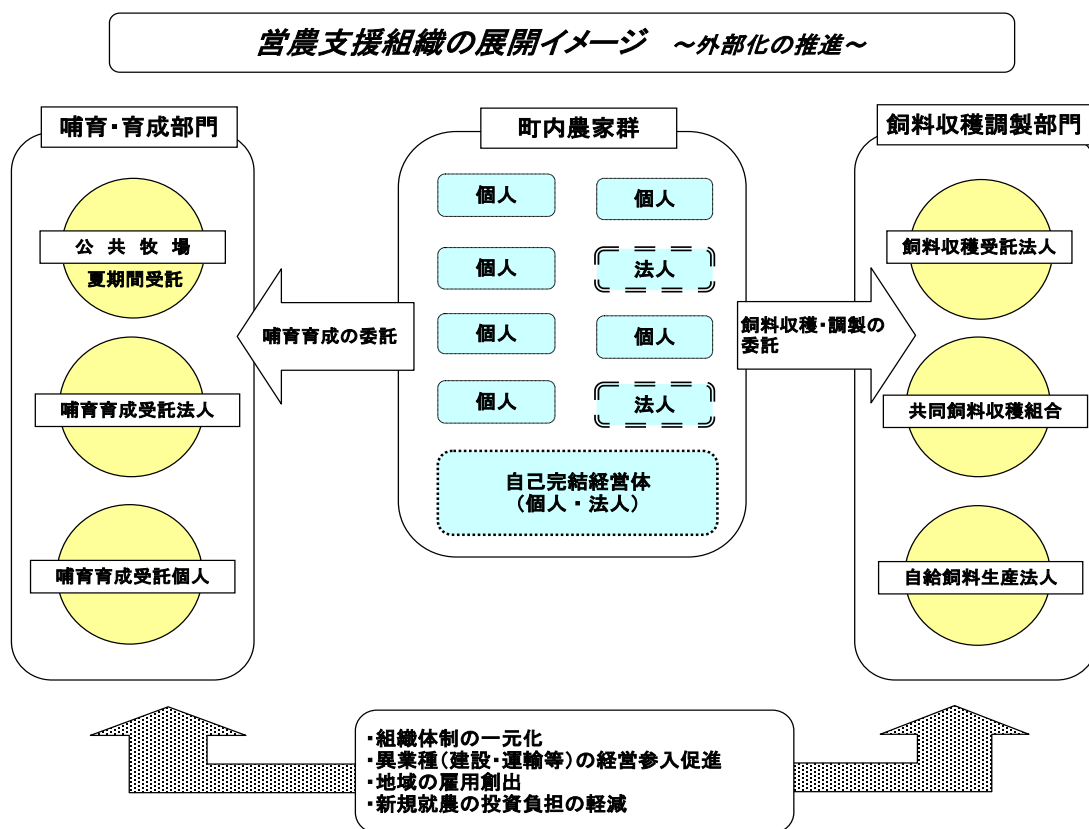 営農支援組織の展開イメージ ～外部化の推進～
哺育・育成部門
公共牧場
夏期間受託
哺育育成受託法人
哺育育成受託個人
哺育育成の委託
町内農家群
個人 個人
個人 法人
個人 個人
個人 法人
自己完結経営体
（個人・法人）
飼料収穫・調製の
委託
飼料収穫調製部門
飼料収穫受託法人
共同飼料収穫組合
自給飼料生産法人
・組織体制の一元化
・異業種（建設・運輸等）の経営参入促進
・地域の雇用創出
・新規就農の投資負担の軽減